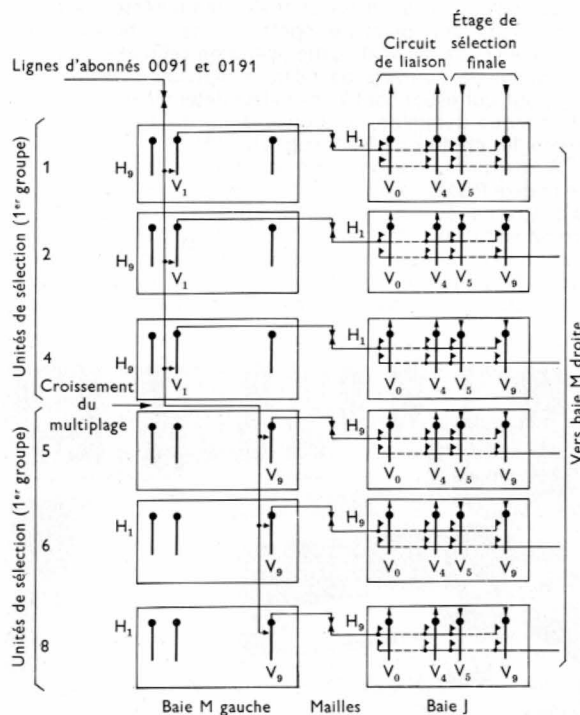 Étage de
Circuit sélection
de liaison finale
Lignes d'abonnés 0091 et 0191
Unités de sélection (1er groupe)
1
H9
V1
H1
V0 V4 V5 V9
2
H9
V1
H1
V0 V4 V5 V9
4
H9
V1
H1
V0 V4 V5 V9
Croissement
du
multiplage
Unités de sélection (1er groupe)
5
H9
V9
H9
V0 V4 V5 V9
6
H1
V9
H9
V0 V4 V5 V9
8
H1
V9
H9
V0 V4 V5 V9
Vers baie M droite
Baie M gauche Mailles Baie J